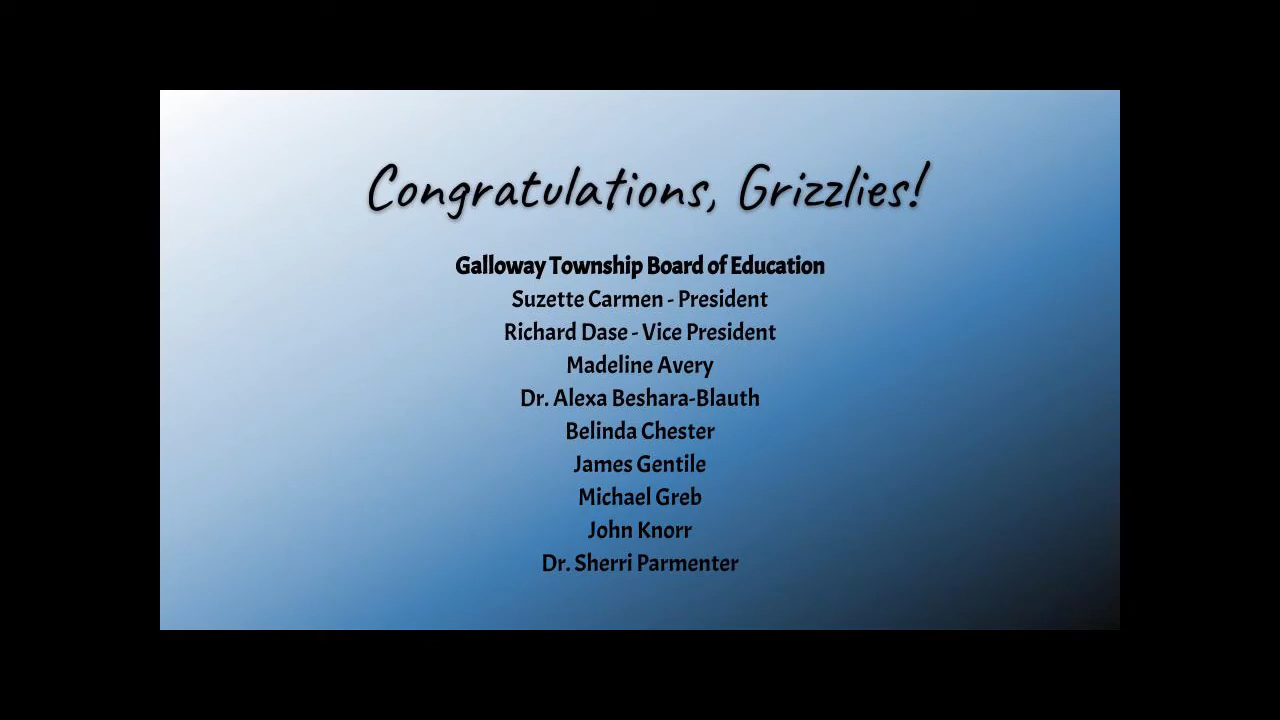 Congratulations, Grizzlies!
Galloway Township Board of Education
Suzette Carmen - President
Richard Dase - Vice President
Madeline Avery
Dr. Alexa Beshara-Blauth
Belinda Chester
James Gentile
Michael Greb
John Knorr
Dr. Sherri Parmenter